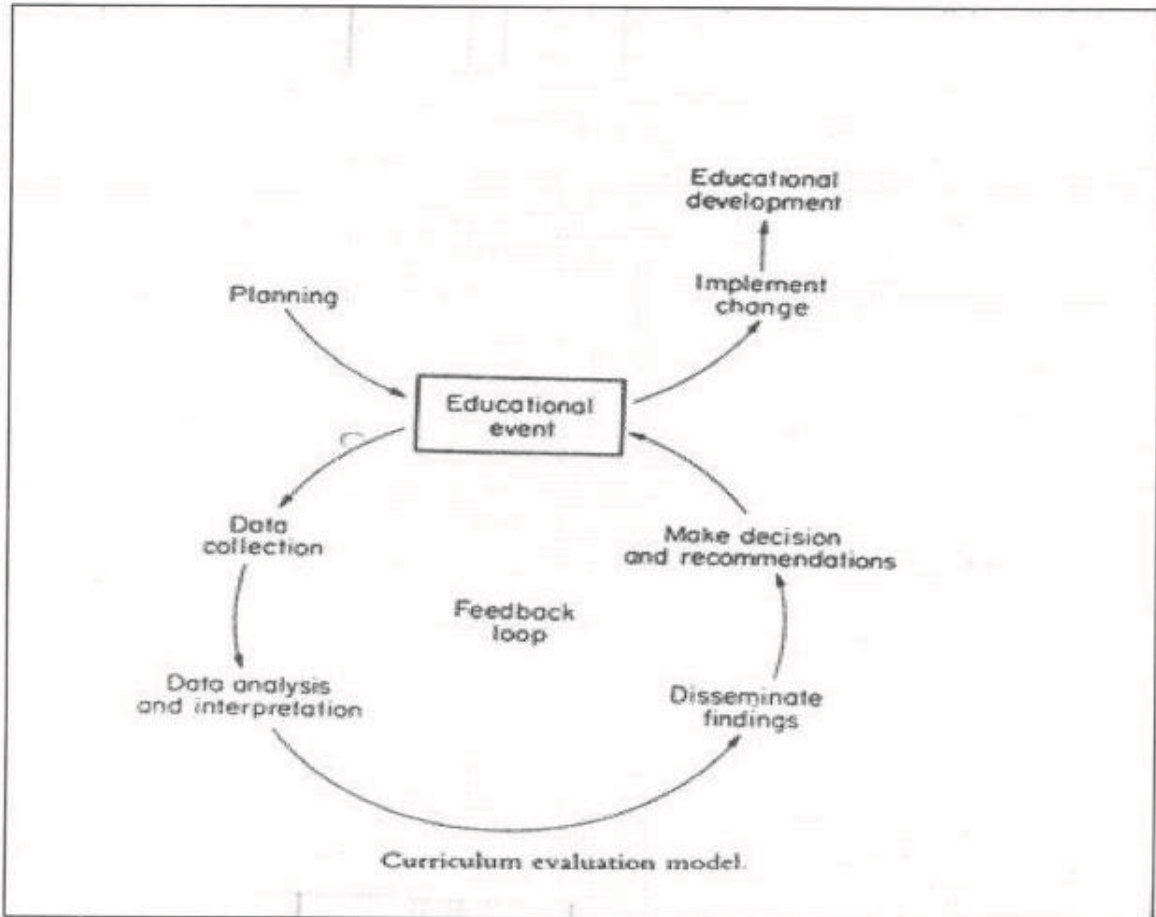 Educational
development
Implement
change
Planning
Educational
event
Data
collection
Make decision
and recommendations
Feedback
loop
Data analysis
and interpretation
Disseminate
findings
Curriculum evaluation model.